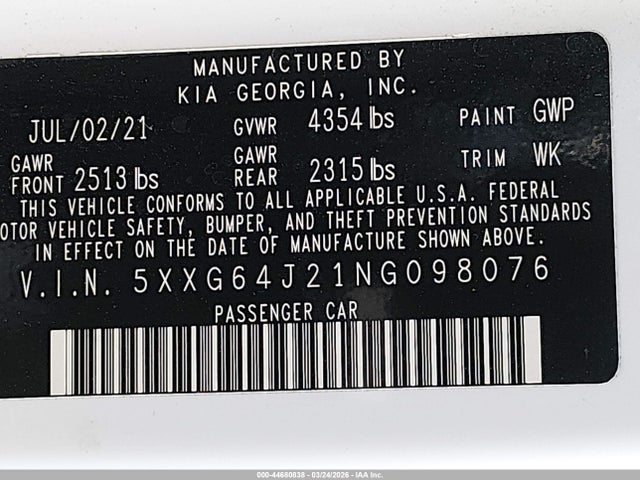 MANUFACTURED BY
KIA GEORGIA, INC.
JUL/02/21 GVWR 4354 lbs PAINT GWP
GAWR FRONT 2513 lbs GAWR REAR 2315 lbs TRIM WK
THIS VEHICLE CONFORMS TO ALL APPLICABLE U.S.A. FEDERAL
OTOR VEHICLE SAFETY, BUMPER, AND THEFT PREVENTION STANDARDS
IN EFFECT ON THE DATE OF MANUFACTURE SHOWN ABOVE.
V.I.N. 5XXG64J21NG098076
PASSENGER CAR
000-44680838 - 03/24/2026 - IAA Inc.